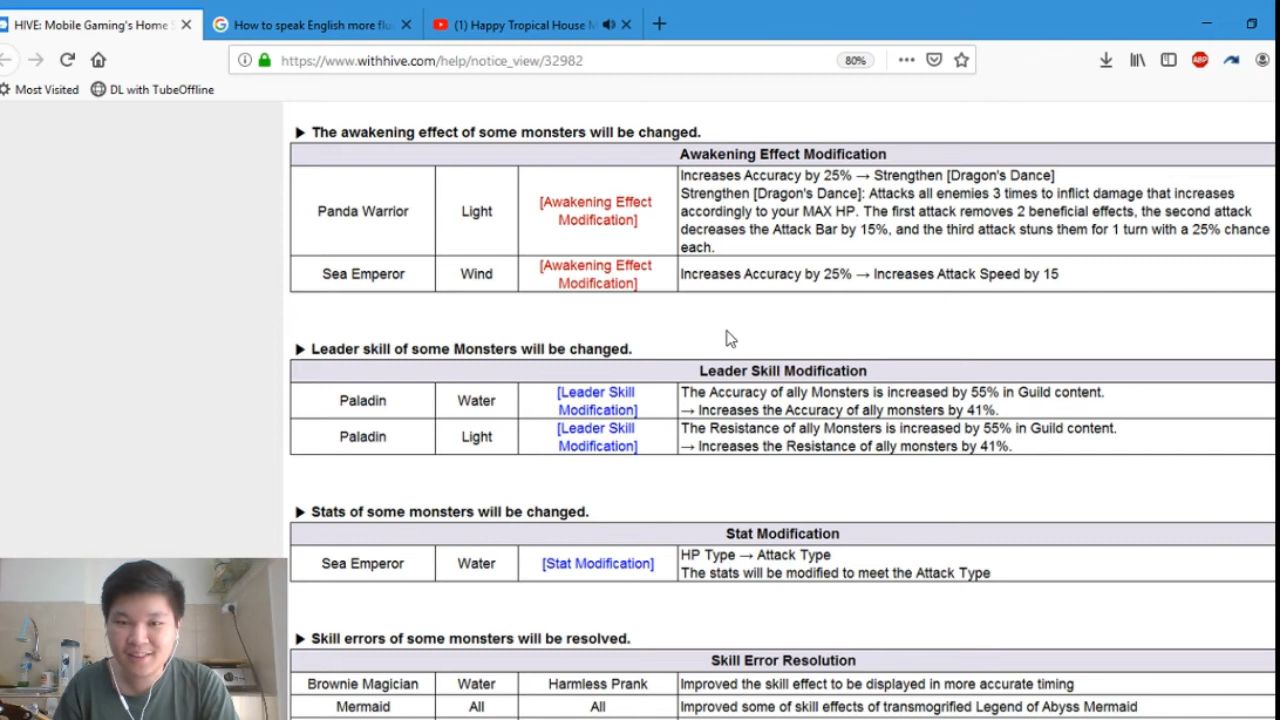 HIVE: Mobile Gaming's Home
How to speak English more flu
(1) Happy Tropical House
https://www.withhive.com/help/notice_view/32982
80%
ABP
Most Visited
DL with TubeOffline
The awakening effect of some monsters will be changed.
Awakening Effect Modification
Panda Warrior
Light
[Awakening Effect
Modification]
Increases Accuracy by 25% → Strengthen [Dragon's Dance]
Strengthen [Dragon's Dance]: Attacks all enemies 3 times to inflict damage that increases
accordingly to your MAX HP. The first attack removes 2 beneficial effects, the second attack
decreases the Attack Bar by 15%, and the third attack stuns them for 1 turn with a 25% chance
each.
Sea Emperor
Wind
[Awakening Effect
Modification]
Increases Accuracy by 25% → Increases Attack Speed by 15
Leader skill of some Monsters will be changed.
Leader Skill Modification
Paladin
Water
[Leader Skill
Modification]
The Accuracy of ally Monsters is increased by 55% in Guild content.
→ Increases the Accuracy of ally monsters by 41%.
Paladin
Light
[Leader Skill
Modification]
The Resistance of ally Monsters is increased by 55% in Guild content.
→ Increases the Resistance of ally monsters by 41%.
Stats of some monsters will be changed.
Stat Modification
Sea Emperor
Water
[Stat Modification]
HP Type → Attack Type
The stats will be modified to meet the Attack Type
Skill errors of some monsters will be resolved.
Skill Error Resolution
Brownie Magician
Water
Harmless Prank
Improved the skill effect to be displayed in more accurate timing
Mermaid
All
All
Improved some of skill effects of transmogrified Legend of Abyss Mermaid